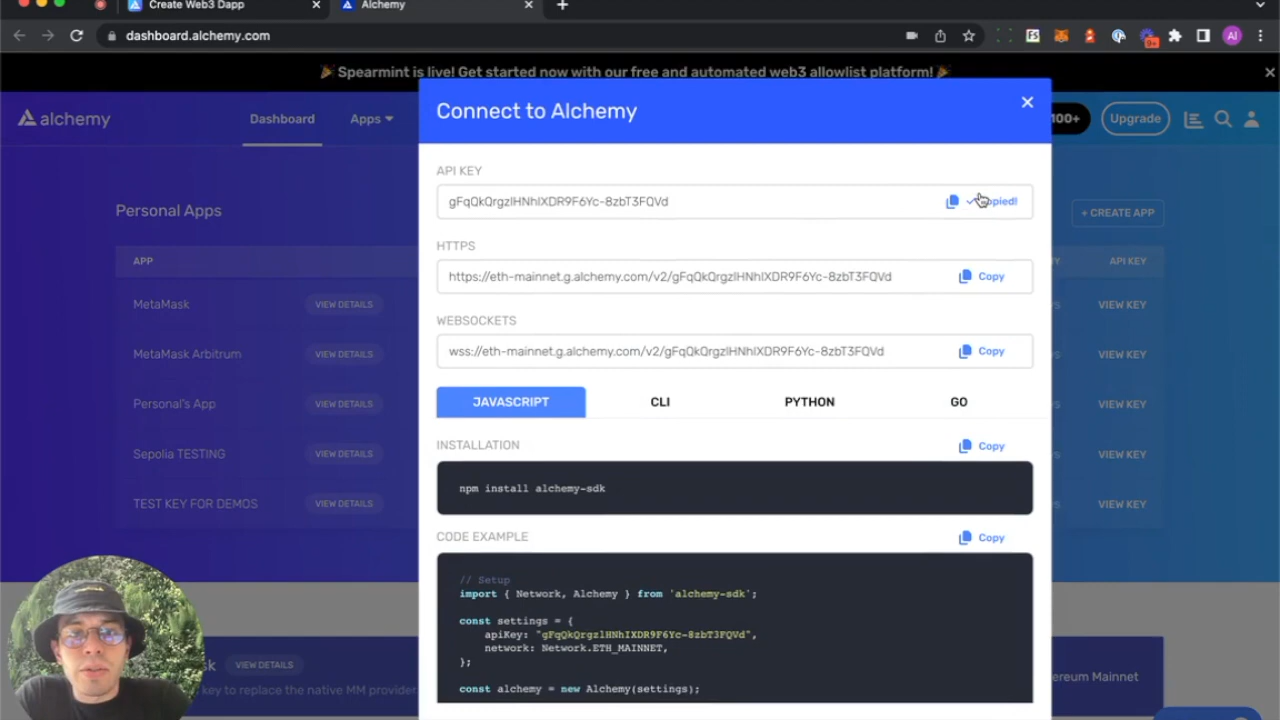 Create Web3 Dapp
Alchemy
dashboard.alchemy.com
9+
AI
🎉 Spearmint is live! Get started now with our free and automated web3 allowlist platform! 🎉
alchemy
Dashboard
Apps
100+
Upgrade
Connect to Alchemy
Personal Apps
+ CREATE APP
APP
API KEY
MetaMask
VIEW DETAILS
VIEW KEY
MetaMask Arbitrum
VIEW DETAILS
VIEW KEY
Personal's App
VIEW DETAILS
VIEW KEY
Sepolia TESTING
VIEW DETAILS
VIEW KEY
TEST KEY FOR DEMOS
VIEW DETAILS
VIEW KEY
API KEY
gFqQkQrgzlHNhIXDR9F6Yc-8zbT3FQVd
HTTPS
https://eth-mainnet.g.alchemy.com/v2/gFqQkQrgzlHNhIXDR9F6Yc-8zbT3FQVd
Copy
WEBSOCKETS
wss://eth-mainnet.g.alchemy.com/v2/gFqQkQrgzlHNhIXDR9F6Yc-8zbT3FQVd
Copy
JAVASCRIPT CLI PYTHON GO
INSTALLATION
Copy
npm install alchemy-sdk
CODE EXAMPLE
Copy
// Setup
import { Network, Alchemy } from 'alchemy-sdk';
const settings = {
apiKey: "gFqQkQrgzlHNhIXDR9F6Yc-8zbT3FQVd",
network: Network.ETH_MAINNET,
};
const alchemy = new Alchemy(settings);
VIEW DETAILS
key to replace the native MM provider.
Mainnet